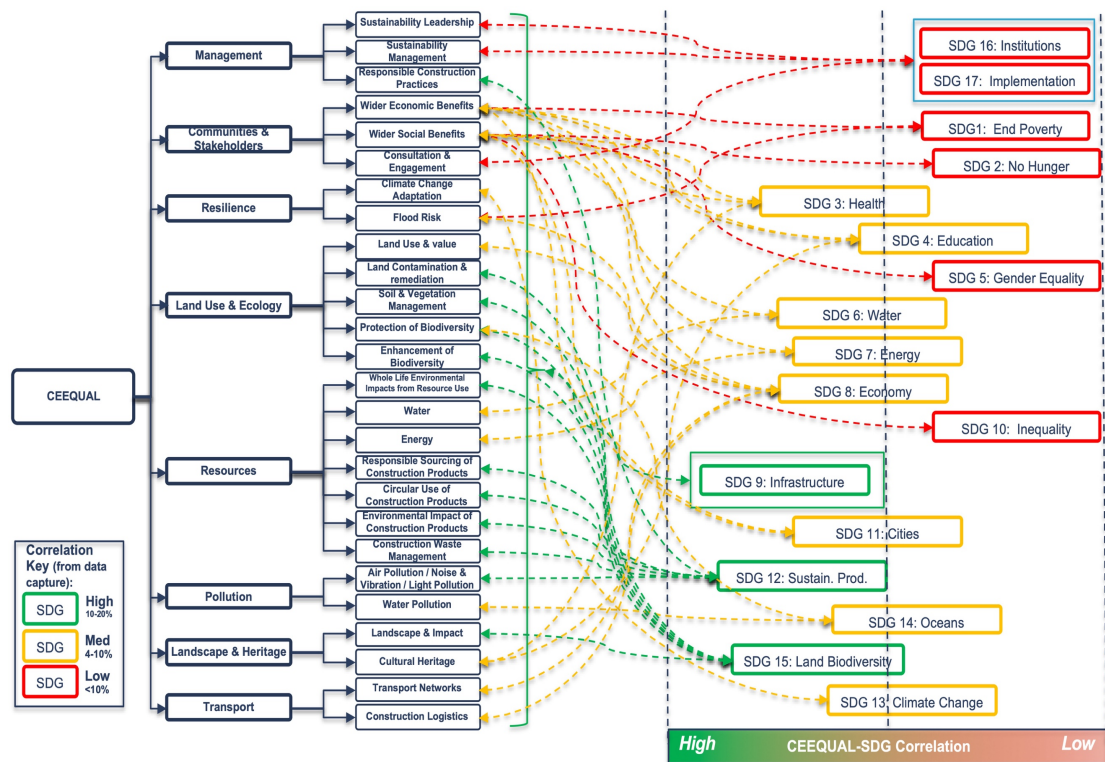 CEEQUAL
Management
Communities &
Stakeholders
Resilience
Land Use & Ecology
Resources
Pollution
Landscape & Heritage
Transport
Sustainability Leadership
Sustainability
Management
Responsible Construction
Practices
Wider Economic Benefits
Wider Social Benefits
Consultation &
Engagement
Climate Change
Adaptation
Flood Risk
Land Use & value
Land Contamination &
remediation
Soil & Vegetation
Management
Protection of Biodiversity
Enhancement of
Biodiversity
Whole Life Environmental
Impacts from Resource Use
Water
Energy
Responsible Sourcing of
Construction Products
Circular Use of
Construction Products
Environmental Impact of
Construction Products
Construction Waste
Management
Air Pollution / Noise &
Vibration / Light Pollution
Water Pollution
Landscape & Impact
Cultural Heritage
Transport Networks
Construction Logistics
SDG 16: Institutions
SDG 17:  Implementation
SDG1:  End Poverty
SDG 2: No Hunger
SDG 3: Health
SDG 4: Education
SDG 5: Gender Equality
SDG 6: Water
SDG 7: Energy
SDG 8: Economy
SDG 10:  Inequality
SDG 9: Infrastructure
SDG 11: Cities
SDG 12: Sustain. Prod.
SDG 14: Oceans
SDG 15: Land Biodiversity
SDG 13: Climate Change
Correlation
Key (from data
capture):
SDG High
10-20%
SDG Med
4-10%
SDG Low
<10%
High CEEQUAL-SDG Correlation Low